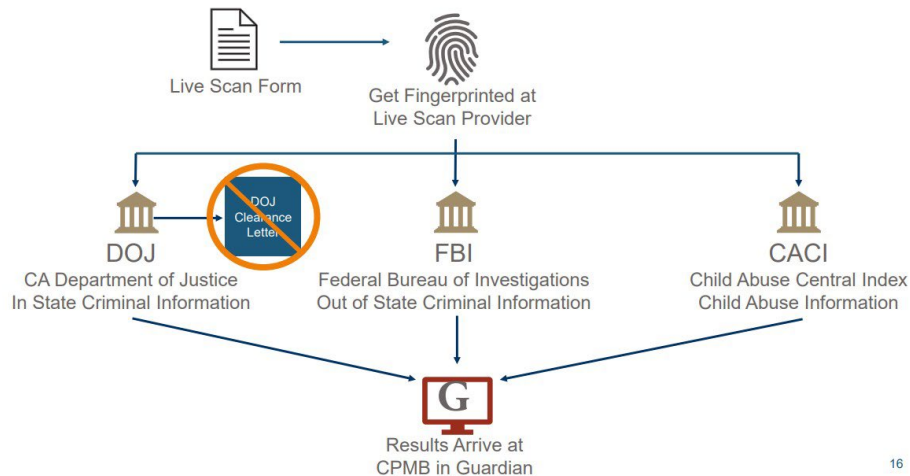 Live Scan Form
Get Fingerprinted at
Live Scan Provider
DOJ
Clearance
Letter
DOJ
CA Department of Justice
In State Criminal Information
FBI
Federal Bureau of Investigations
Out of State Criminal Information
CACI
Child Abuse Central Index
Child Abuse Information
G
Results Arrive at
CPMB in Guardian
16